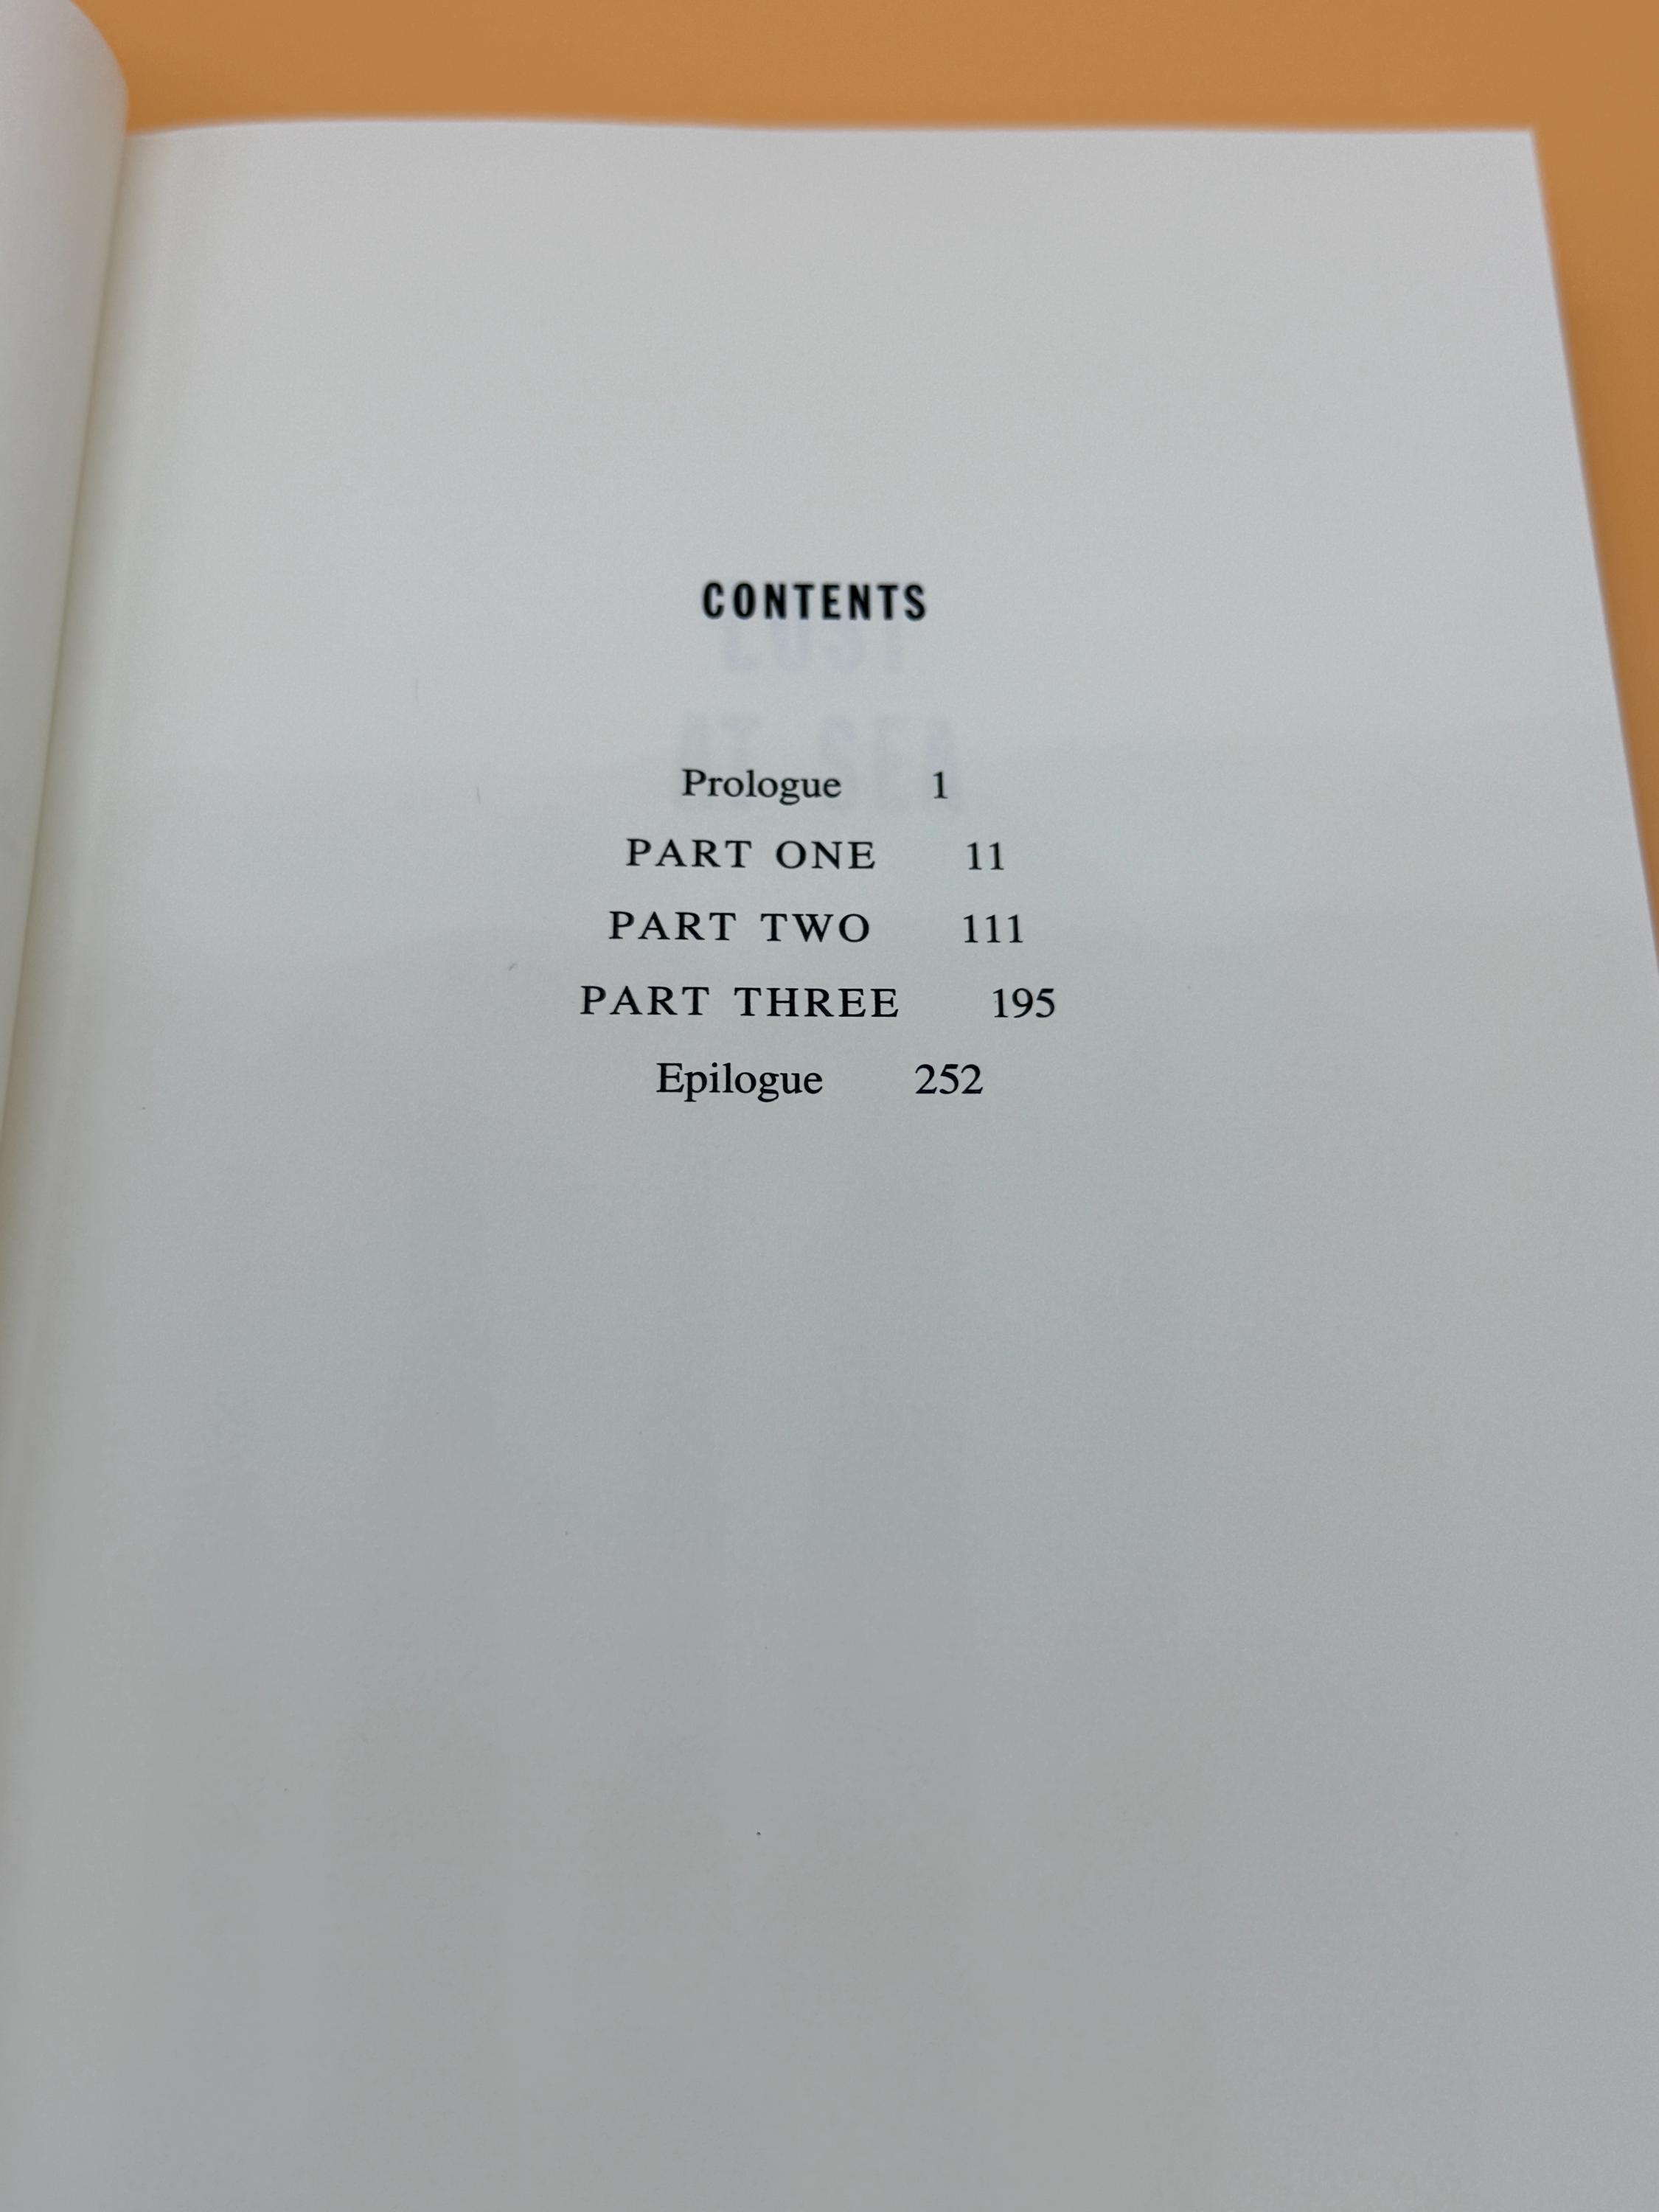 CONTENTS
Prologue 1
PART ONE 11
PART TWO 111
PART THREE 195
Epilogue 252